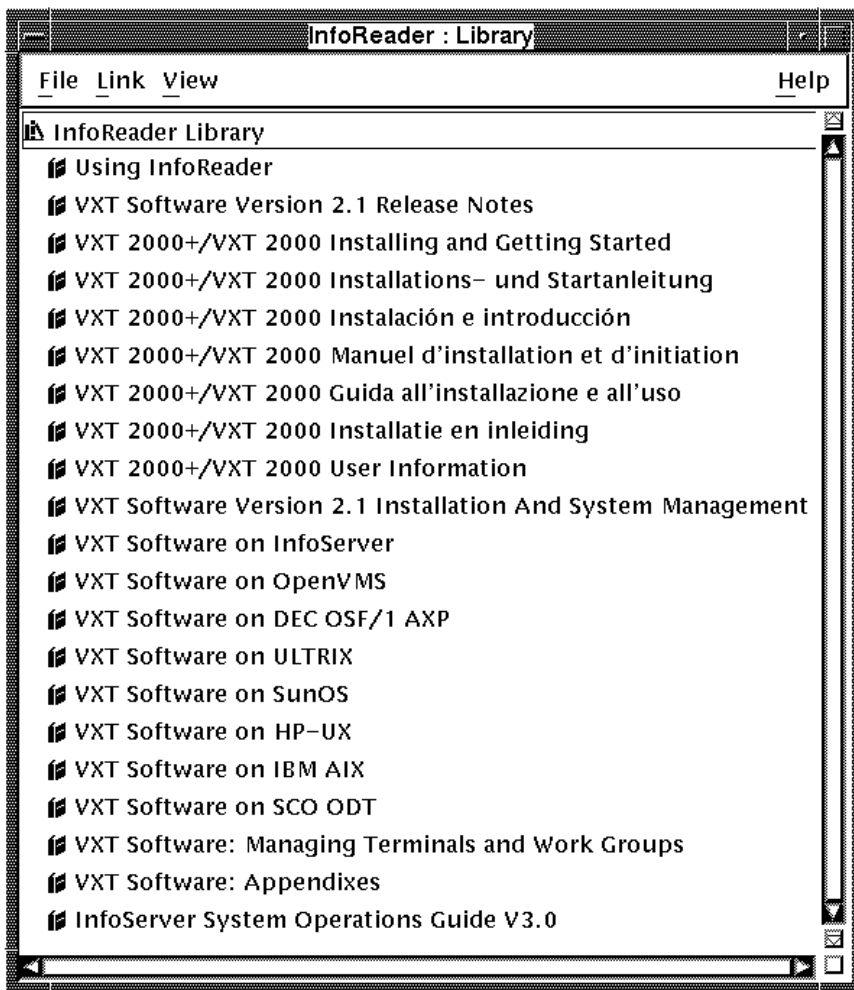 InfoReader : Library
File Link View Help
InfoReader Library
Using InfoReader
VXT Software Version 2.1 Release Notes
VXT 2000+/VXT 2000 Installing and Getting Started
VXT 2000+/VXT 2000 Installations- und Startanleitung
VXT 2000+/VXT 2000 Instalación e introducción
VXT 2000+/VXT 2000 Manuel d'installation et d'initiation
VXT 2000+/VXT 2000 Guida all'installazione e all'uso
VXT 2000+/VXT 2000 Installatie en inleiding
VXT 2000+/VXT 2000 User Information
VXT Software Version 2.1 Installation And System Management
VXT Software on InfoServer
VXT Software on OpenVMS
VXT Software on DEC OSF/1 AXP
VXT Software on ULTRIX
VXT Software on SunOS
VXT Software on HP-UX
VXT Software on IBM AIX
VXT Software on SCO ODT
VXT Software: Managing Terminals and Work Groups
VXT Software: Appendixes
InfoServer System Operations Guide V3.0